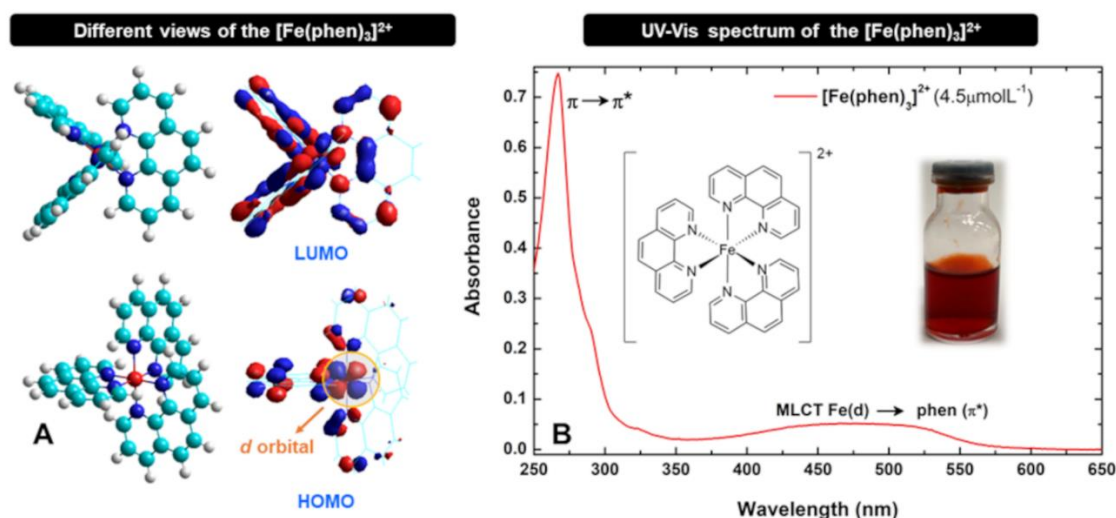 Different views of the [Fe(phen)₃]²⁺
LUMO
A
d orbital
HOMO
UV-Vis spectrum of the [Fe(phen)₃]²⁺
Absorbance
0.7
0.6
0.5
0.4
0.3
0.2
0.1
0.0
π → π*
[Fe(phen)₃]²⁺ (4.5μmolL⁻¹)
2+
N
N
N
Fe
N
N
N
B
MLCT Fe(d) → phen (π*)
250 300 350 400 450 500 550 600 650
Wavelength (nm)